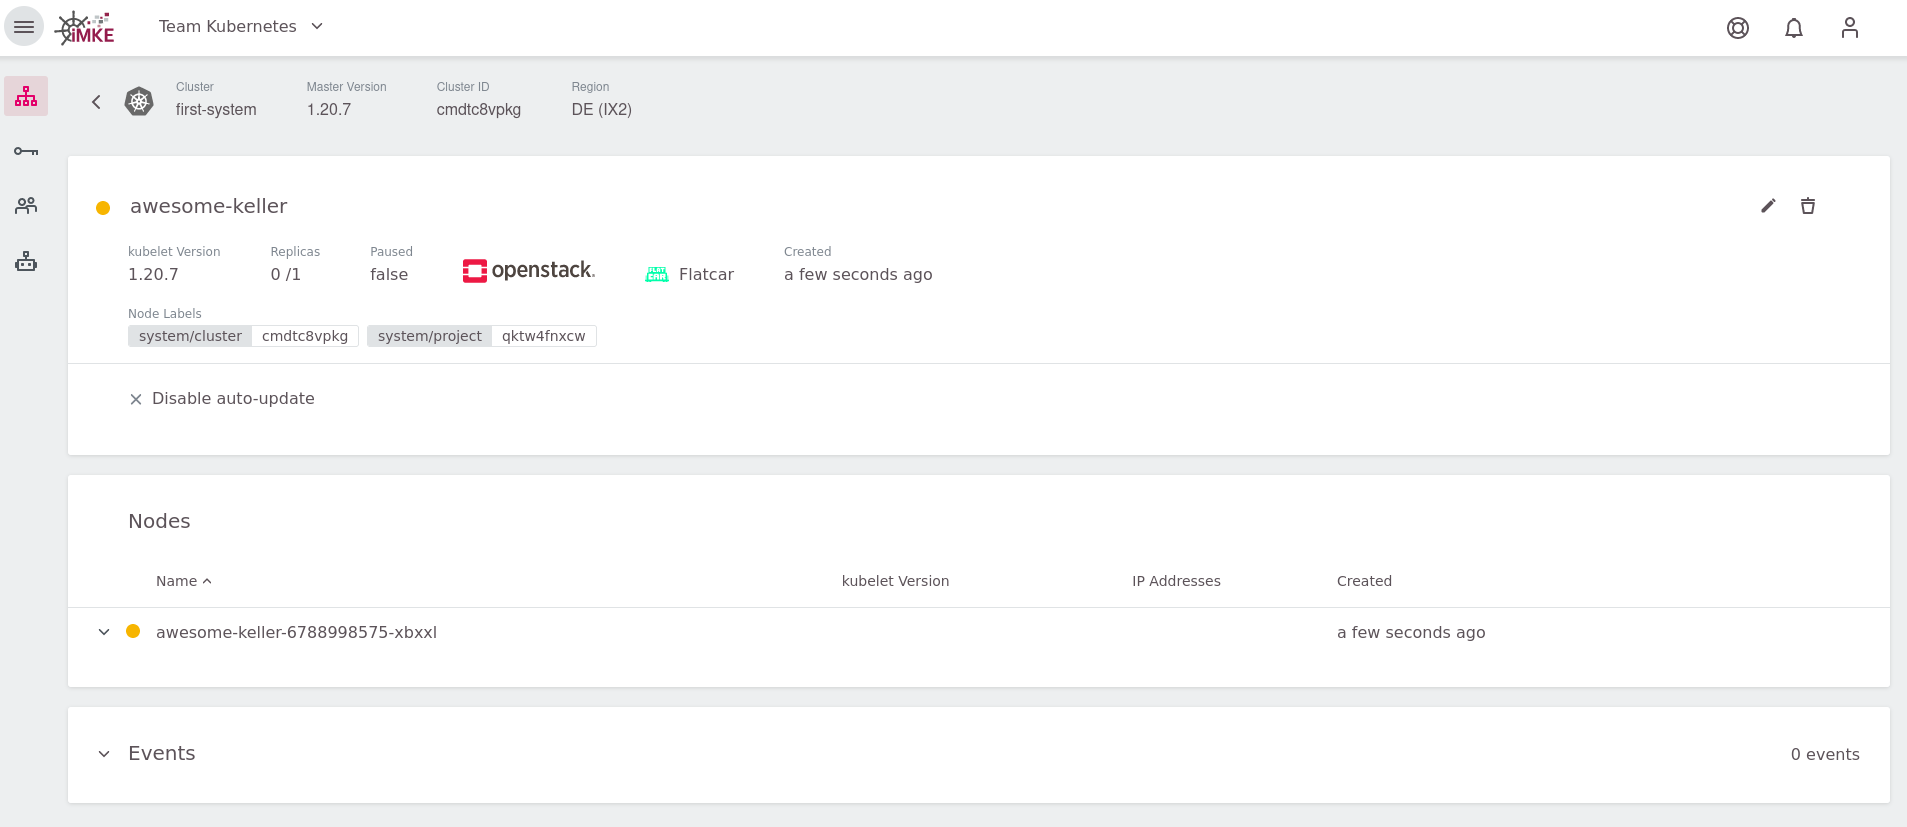 iMKE
Team Kubernetes
Cluster
first-system
Master Version
1.20.7
Cluster ID
cmdtc8vpkg
Region
DE (IX2)
awesome-keller
kubelet Version
1.20.7
Replicas
0 /1
Paused
false
openstack.
FLAT CAR
Flatcar
Created
a few seconds ago
Node Labels
system/cluster cmdtc8vpkg system/project qktw4fnxcw
Disable auto-update
Nodes
Name kubelet Version IP Addresses Created
awesome-keller-6788998575-xbxxl a few seconds ago
Events 0 events